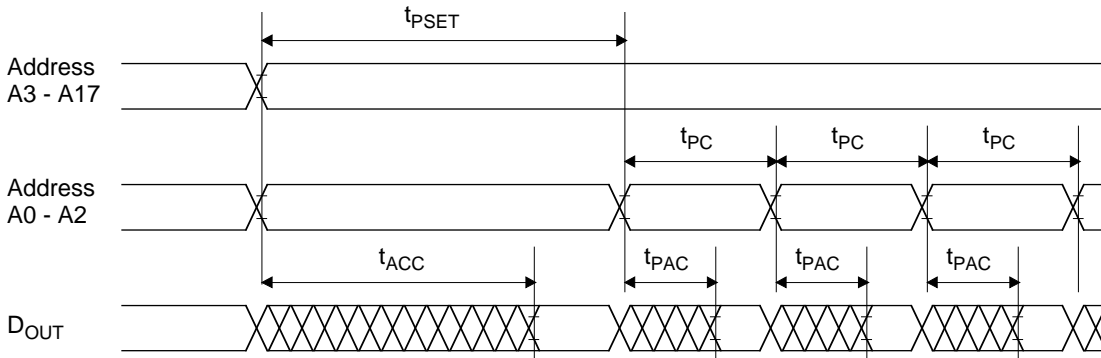 tPSET
Address
A3 - A17
tPC tPC tPC
Address
A0 - A2
tACC tPAC tPAC tPAC
DOUT